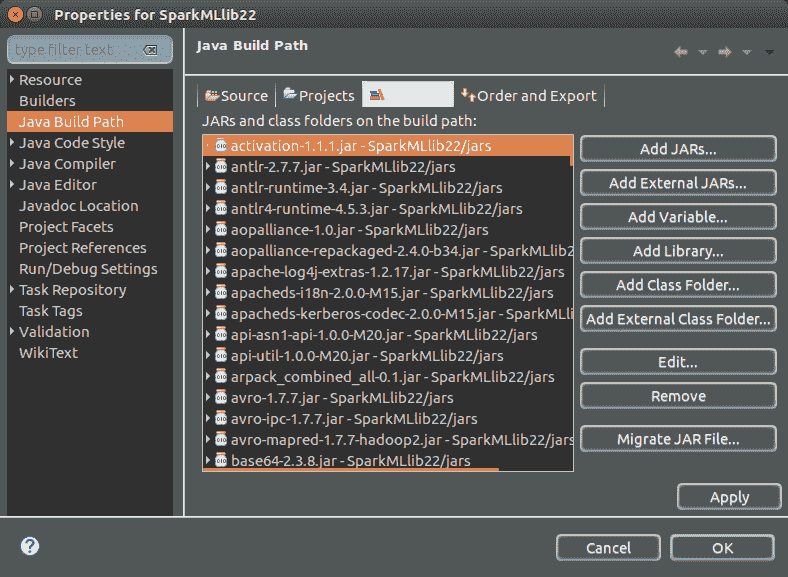 Properties for SparkMLlib22
type filter text
Resource
Builders
Java Build Path
Java Code Style
Java Compiler
Java Editor
Javadoc Location
Project Facets
Project References
Run/Debug Settings
Task Repository
Task Tags
Validation
WikiText
Java Build Path
Source
Projects
Order and Export
JARs and class folders on the build path:
activation-1.1.1.jar - SparkMLlib22/jars
antlr-2.7.7.jar - SparkMLlib22/jars
antlr-runtime-3.4.jar - SparkMLlib22/jars
antlr4-runtime-4.5.3.jar - SparkMLlib22/jars
aopalliance-1.0.jar - SparkMLlib22/jars
aopalliance-repackaged-2.4.0-b34.jar - SparkMLlib2
apache-log4j-extras-1.2.17.jar - SparkMLlib22/jars
apacheds-i18n-2.0.0-M15.jar - SparkMLlib22/jars
apacheds-kerberos-codec-2.0.0-M15.jar - SparkMLli
api-asn1-api-1.0.0-M20.jar - SparkMLlib22/jars
api-util-1.0.0-M20.jar - SparkMLlib22/jars
arpack_combined_all-0.1.jar - SparkMLlib22/jars
avro-1.7.7.jar - SparkMLlib22/jars
avro-ipc-1.7.7.jar - SparkMLlib22/jars
avro-mapred-1.7.7-hadoop2.jar - SparkMLlib22/jars
base64-2.3.8.jar - SparkMLlib22/jars
Add JARs...
Add External JARs...
Add Variable...
Add Library...
Add Class Folder...
Add External Class Folder...
Edit...
Remove
Migrate JAR File...
Apply
Cancel
OK